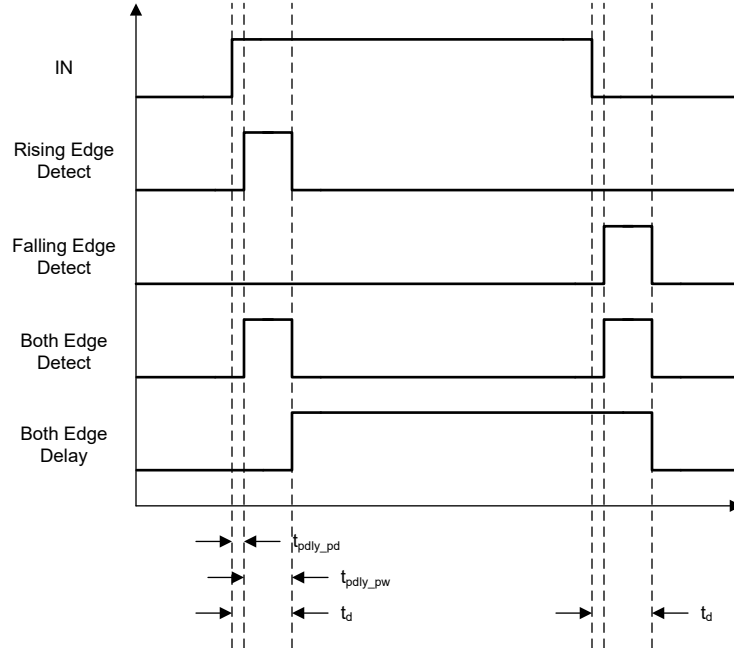 IN
Rising Edge
Detect
Falling Edge
Detect
Both Edge
Detect
Both Edge
Delay
tpdly_pd
tpdly_pw
td
td